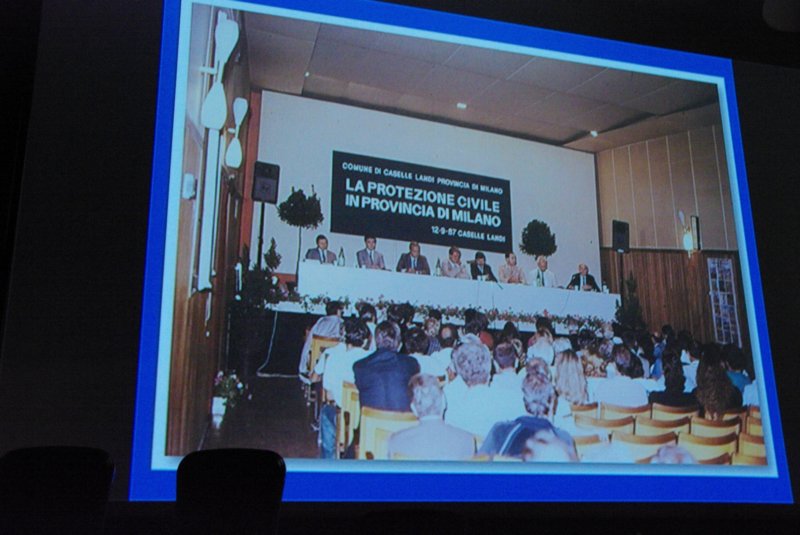 COMUNE DI CASELLE LANDI PROVINCIA DI MILANO
LA PROTEZIONE CIVILE
IN PROVINCIA DI MILANO
12-9-87 CASELLE LANDI